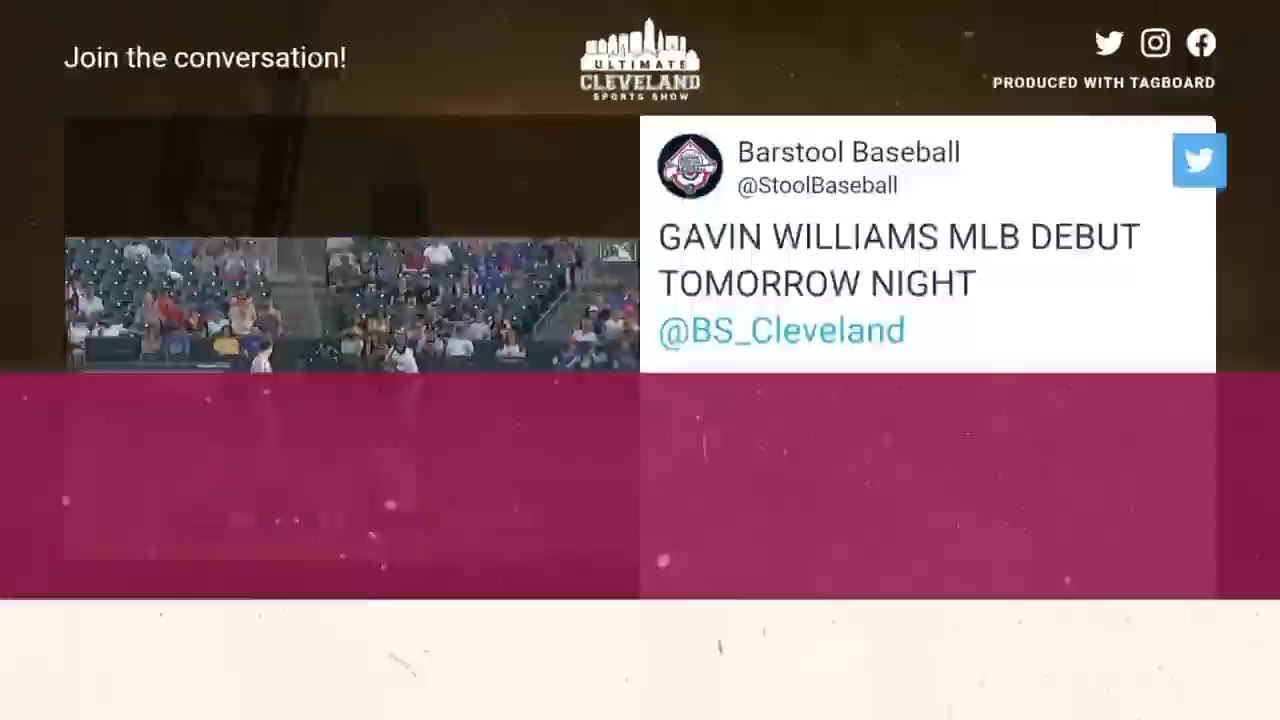 Join the conversation!
ULTIMATE
CLEVELAND
SPORTS SHOW
PRODUCED WITH TAGBOARD
Barstool Baseball
@StoolBaseball
GAVIN WILLIAMS MLB DEBUT
TOMORROW NIGHT
@BS_Cleveland